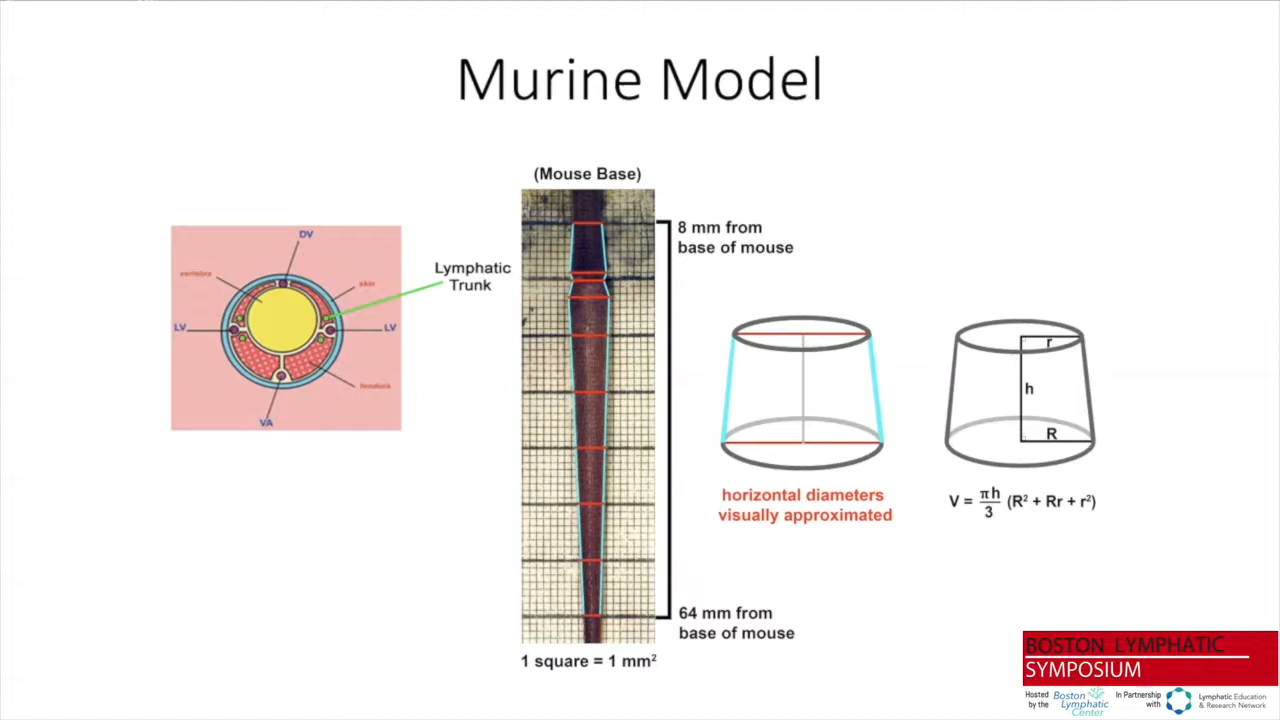 Murine Model
(Mouse Base)
DV
vertebra
skin
LV
LV
VA
Lymphatic
Trunk
8 mm from
base of mouse
64 mm from
base of mouse
1 square = 1 mm²
horizontal diameters
visually approximated
r
h
R
V = πh/3 (R² + Rr + r²)
BOSTON LYMPHATIC
SYMPOSIUM
Hosted
by the
Boston
Lymphatic
Center
In Partnership
with
Lymphatic Education
& Research Network